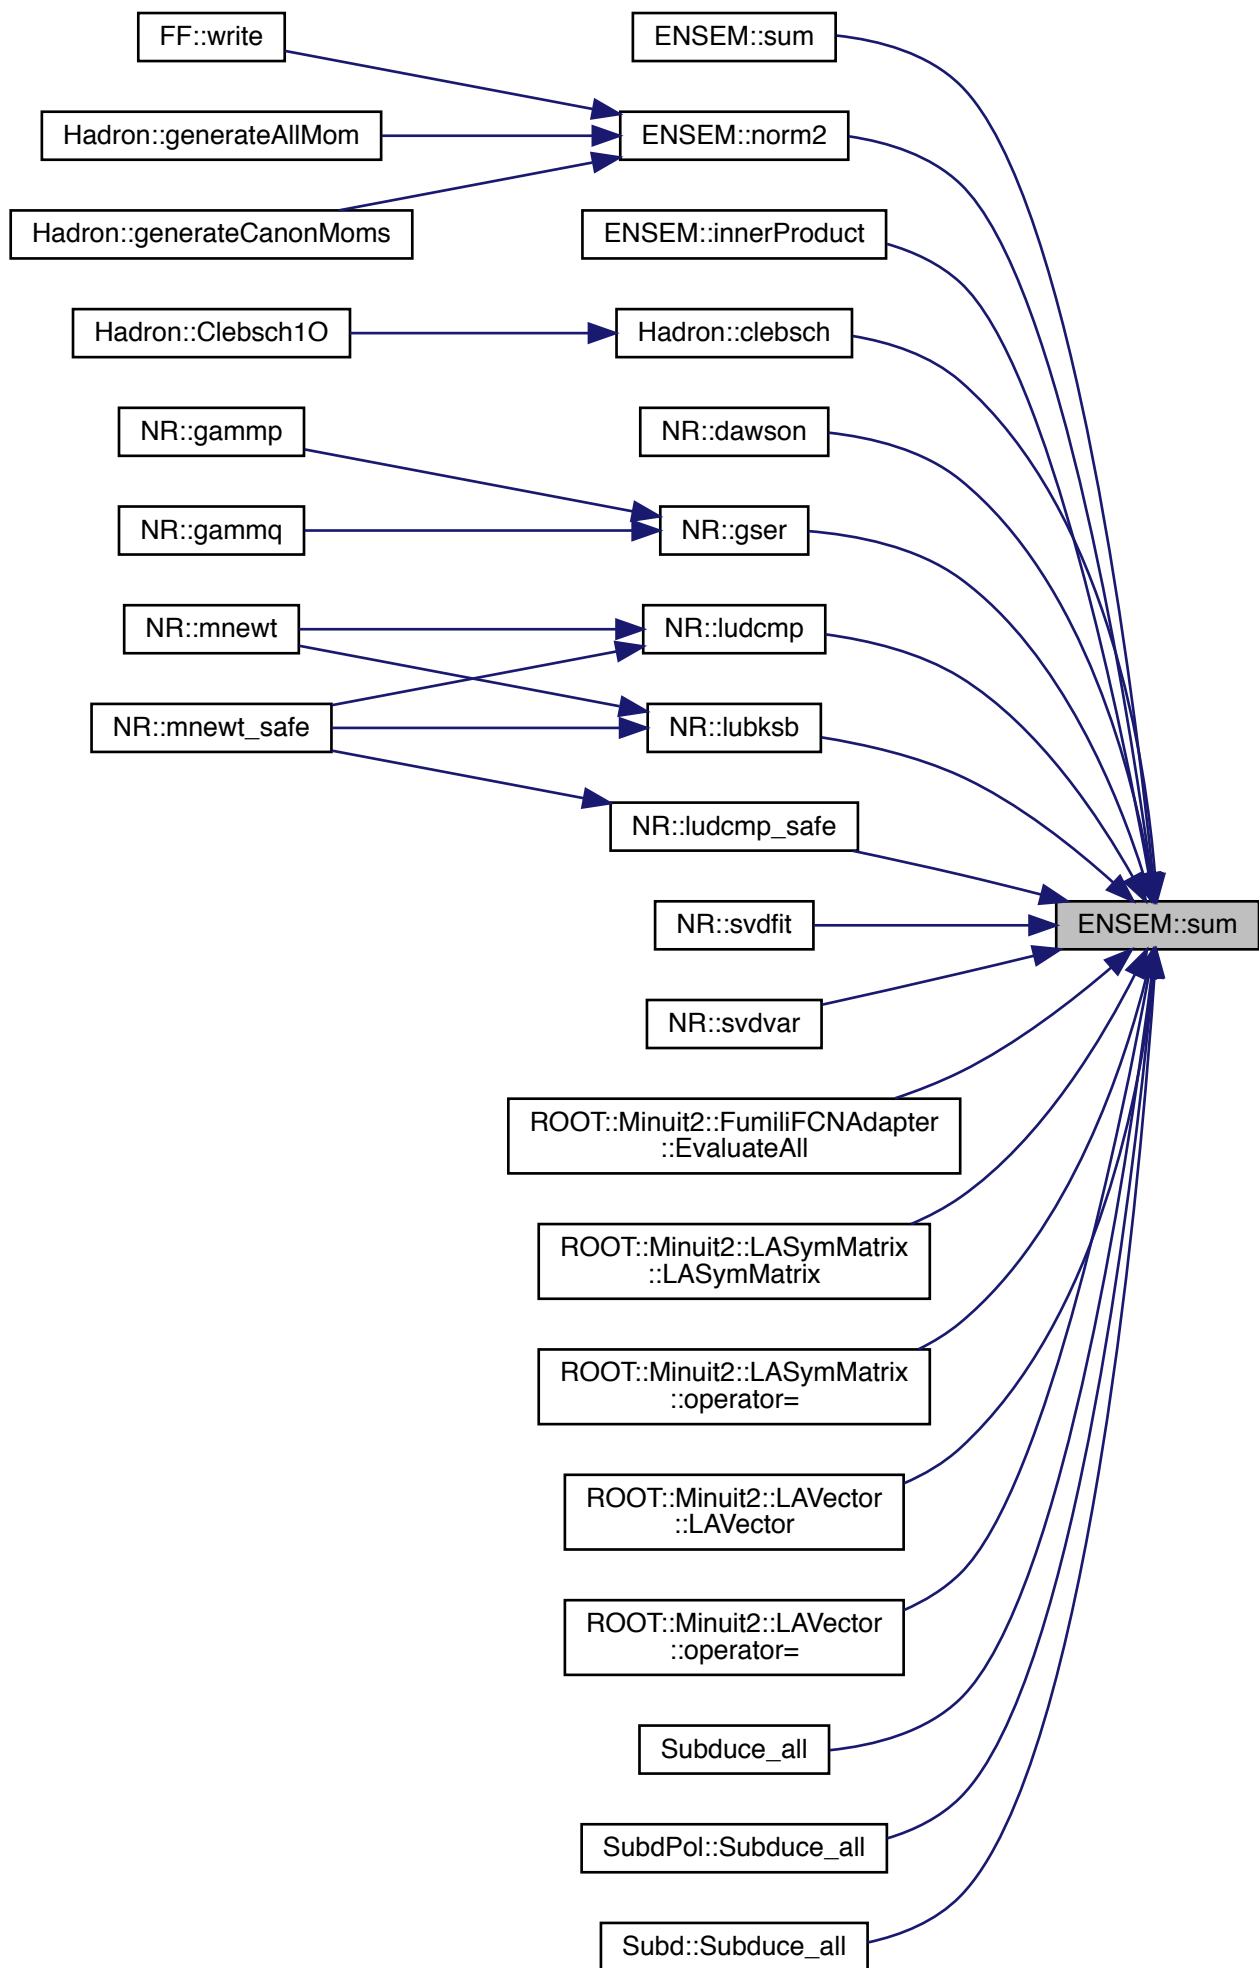 FF::write
ENSEM::sum
Hadron::generateAllMom
ENSEM::norm2
Hadron::generateCanonMoms
ENSEM::innerProduct
Hadron::Clebsch1O
Hadron::clebsch
NR::gammp
NR::dawson
NR::gammq
NR::gser
NR::mnewt
NR::ludcmp
NR::mnewt_safe
NR::lubksb
NR::ludcmp_safe
NR::svdfit
ENSEM::sum
NR::svdvar
ROOT::Minuit2::FumiliFCNAdapter
::EvaluateAll
ROOT::Minuit2::LASymMatrix
::LASymMatrix
ROOT::Minuit2::LASymMatrix
::operator=
ROOT::Minuit2::LAVector
::LAVector
ROOT::Minuit2::LAVector
::operator=
Subduce_all
SubdPol::Subduce_all
Subd::Subduce_all